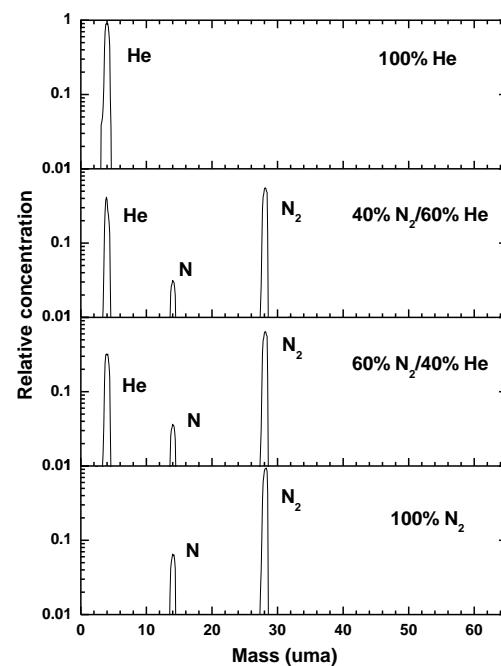 Relative concentration
1
He
100% He
0.1
0.01
He
N
N₂
40% N₂/60% He
0.1
0.01
He
N
N₂
60% N₂/40% He
0.1
0.01
N
N₂
100% N₂
0.1
0.01
0 10 20 30 40 50 60
Mass (uma)